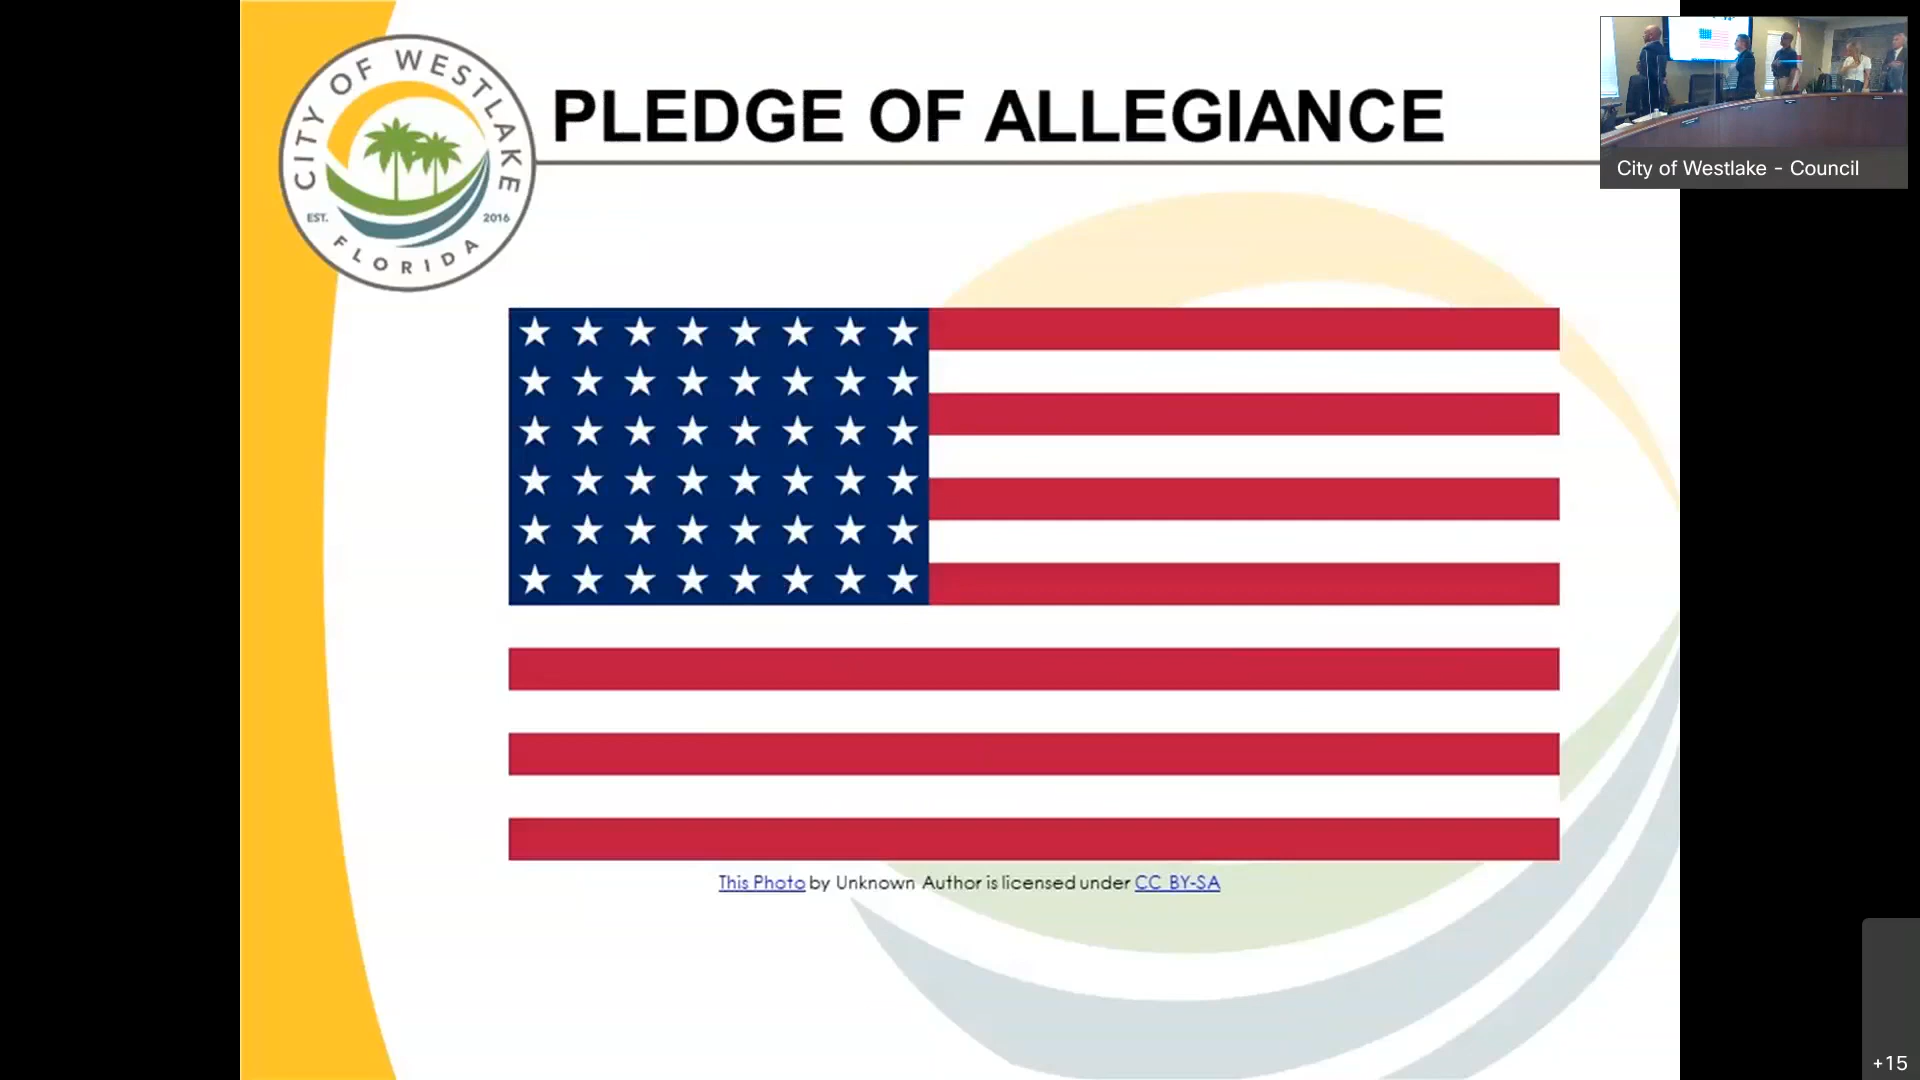 CITY OF WESTLAKE
EST. 2016
FLORIDA
PLEDGE OF ALLEGIANCE
City of Westlake - Council
This Photo by Unknown Author is licensed under CC BY-SA
+15